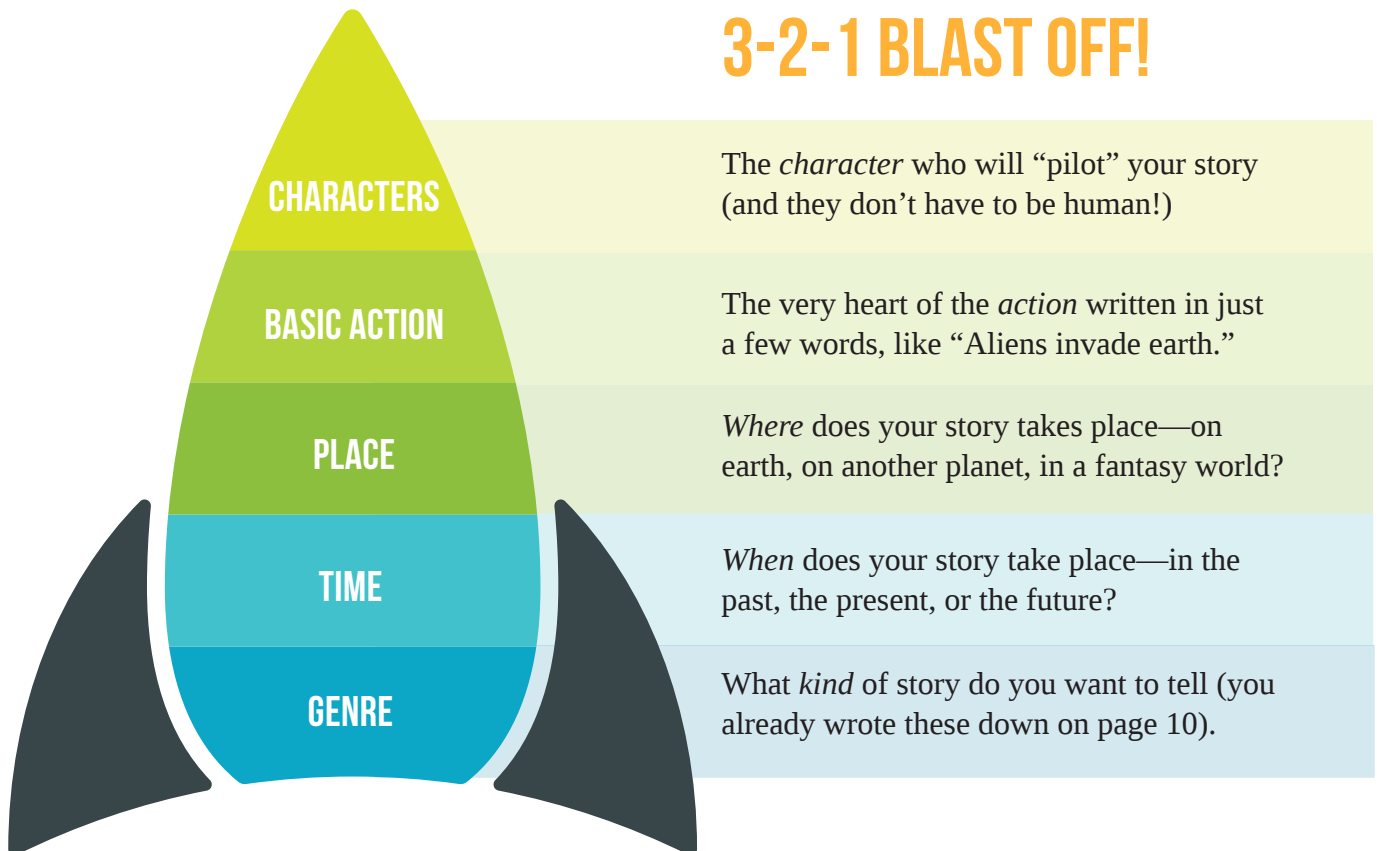 3-2-1 BLAST OFF!
CHARACTERS
The character who will “pilot” your story
(and they don’t have to be human!)
BASIC ACTION
The very heart of the action written in just
a few words, like “Aliens invade earth.”
PLACE
Where does your story takes place—on
earth, on another planet, in a fantasy world?
TIME
When does your story take place—in the
past, the present, or the future?
GENRE
What kind of story do you want to tell (you
already wrote these down on page 10).